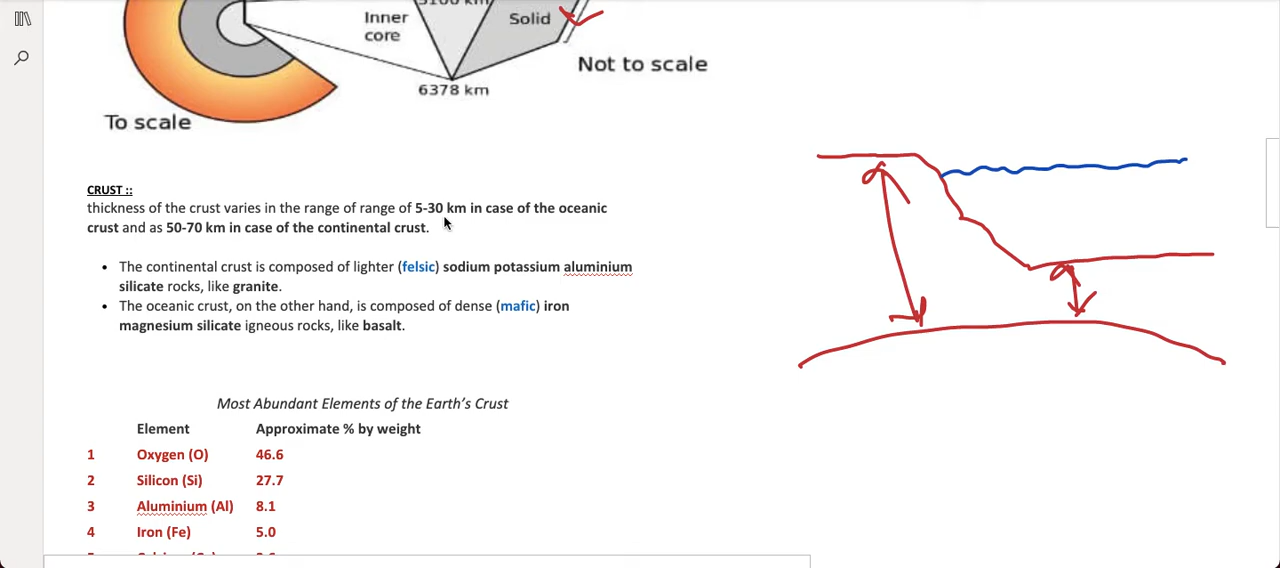 Inner
core
Solid
Not to scale
6378 km
To scale
CRUST ::
thickness of the crust varies in the range of range of 5-30 km in case of the oceanic
crust and as 50-70 km in case of the continental crust.
• The continental crust is composed of lighter (felsic) sodium potassium aluminium
silicate rocks, like granite.
• The oceanic crust, on the other hand, is composed of dense (mafic) iron
magnesium silicate igneous rocks, like basalt.
Most Abundant Elements of the Earth's Crust
Element Approximate % by weight
1 Oxygen (O) 46.6
2 Silicon (Si) 27.7
3 Aluminium (Al) 8.1
4 Iron (Fe) 5.0